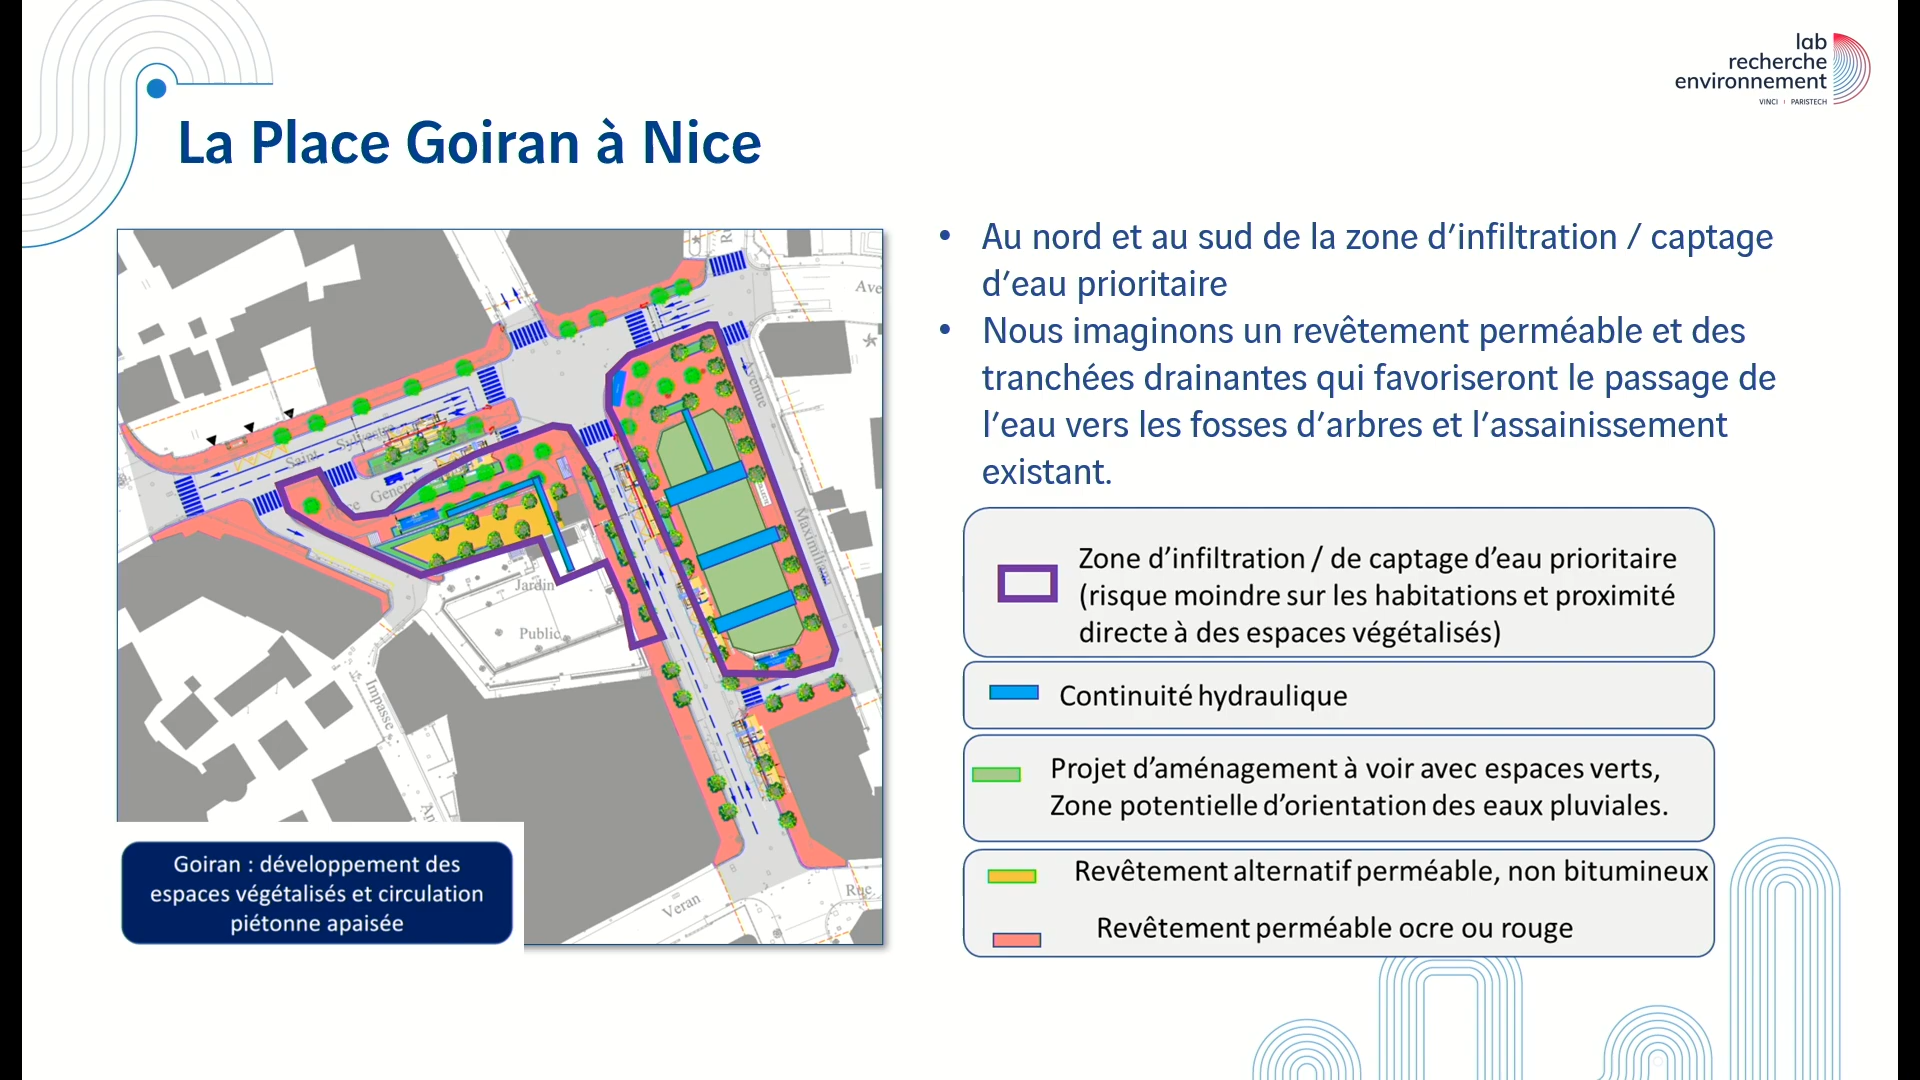 lab
recherche
environnement
VINCI PARISTECH
La Place Goiran à Nice
• Au nord et au sud de la zone d’infiltration / captage
d’eau prioritaire
• Nous imaginons un revêtement perméable et des
tranchées drainantes qui favoriseront le passage de
l’eau vers les fosses d’arbres et l’assainissement
existant.
Ave
Avenue
Saint Sylvestre
Place General
Maximilien
Jardin
Public
Impasse
Veran
Rue
Zone d’infiltration / de captage d’eau prioritaire
(risque moindre sur les habitations et proximité
directe à des espaces végétalisés)
Continuité hydraulique
Projet d’aménagement à voir avec espaces verts,
Zone potentielle d’orientation des eaux pluviales.
Revêtement alternatif perméable, non bitumineux
Revêtement perméable ocre ou rouge
Goiran : développement des
espaces végétalisés et circulation
piétonne apaisée